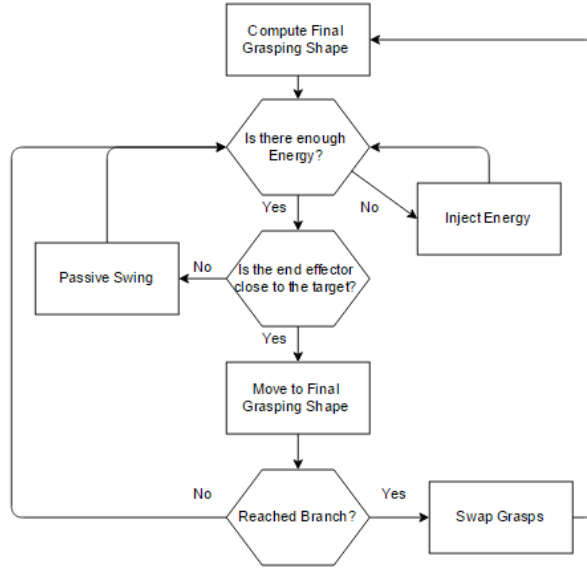 Compute Final
Grasping Shape
Is there enough
Energy?
Yes
No
Inject Energy
Passive Swing
No
Is the end effector
close to the target?
Yes
Move to Final
Grasping Shape
No
Reached Branch?
Yes
Swap Grasps